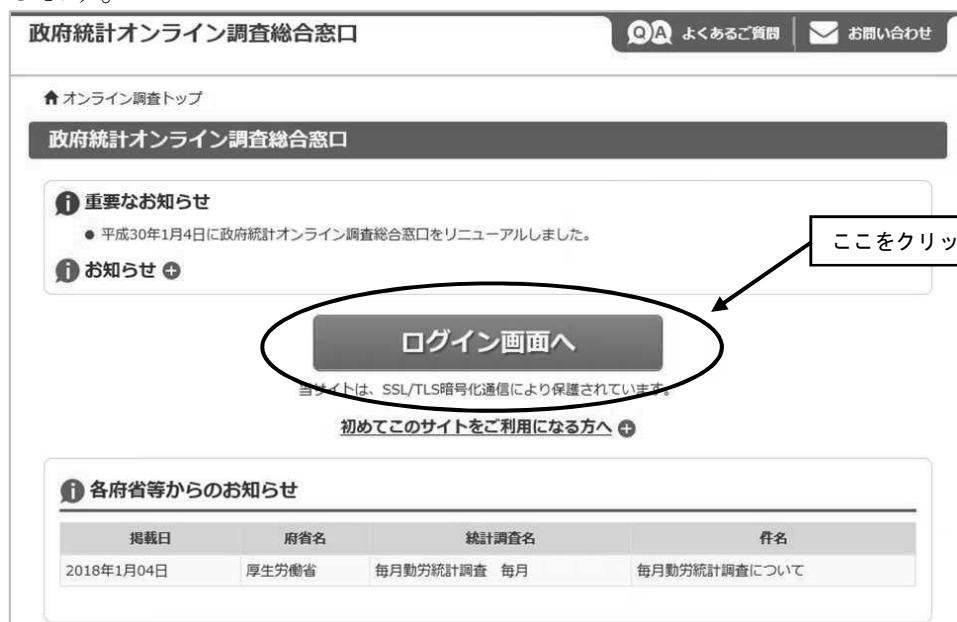 政府統計オンライン調査総合窓口
QA よくあるご質問
お問い合わせ
オンライン調査トップ
政府統計オンライン調査総合窓口
重要なお知らせ
● 平成30年1月4日に政府統計オンライン調査総合窓口をリニューアルしました。
ここをクリッ
お知らせ
ログイン画面へ
当サイトは、SSL/TLS暗号化通信により保護されています。
初めてこのサイトをご利用になる方へ
各府省等からのお知らせ
掲載日 府省名 統計調査名 件名
2018年1月04日 厚生労働省 毎月勤労統計調査 毎月 毎月勤労統計調査について